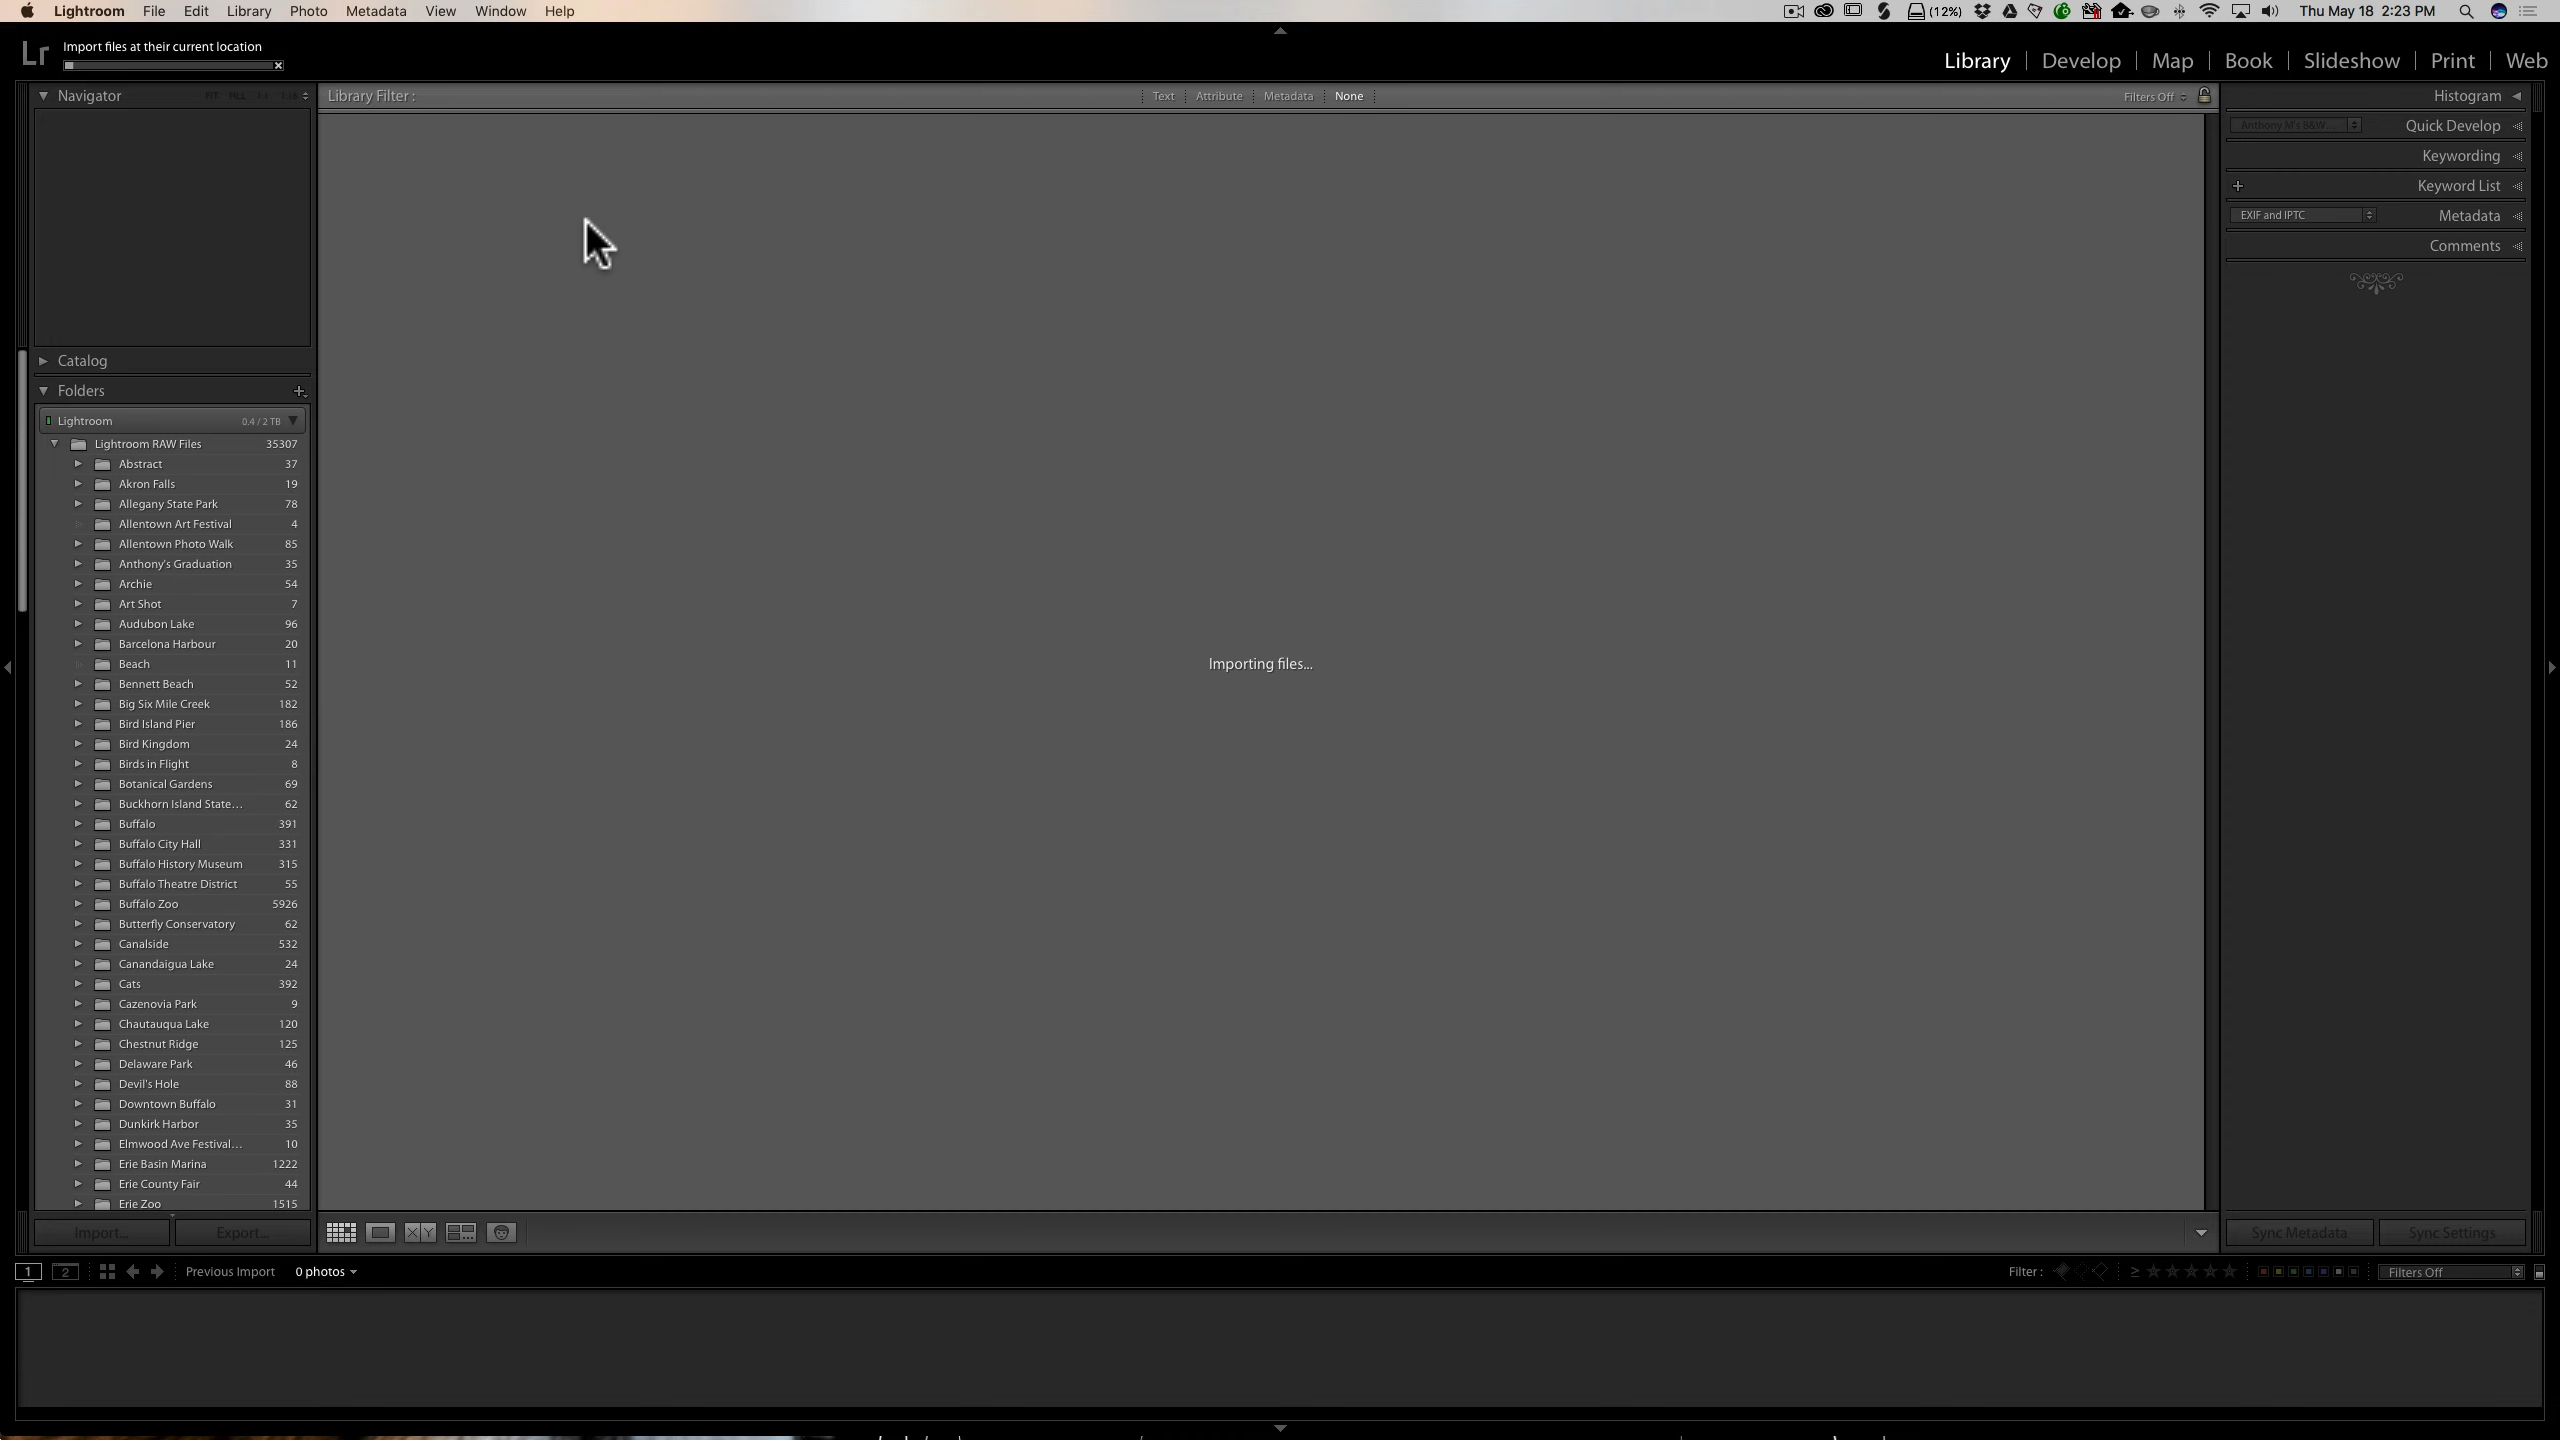 Lightroom File Edit Library Photo Metadata View Window Help (12%) Thu May 18 2:23 PM
Lr Import files at their current location
Library Develop Map Book Slideshow Print Web
Navigator
Library Filter : Text Attribute Metadata None Filters Off
Histogram
Anthony M's B&W... Quick Develop
Keywording
Keyword List
EXIF and IPTC Metadata
Comments
Catalog
Folders
Lightroom 0.4 / 2 TB
Lightroom RAW Files 35307
Abstract 37
Akron Falls 19
Allegany State Park 78
Allentown Art Festival 4
Allentown Photo Walk 85
Anthony's Graduation 35
Archie 54
Art Shot 7
Audubon Lake 96
Barcelona Harbour 20
Beach 11
Bennett Beach 52
Big Six Mile Creek 182
Bird Island Pier 186
Bird Kingdom 24
Birds in Flight 8
Botanical Gardens 69
Buckhorn Island State... 62
Buffalo 391
Buffalo City Hall 331
Buffalo History Museum 315
Buffalo Theatre District 55
Buffalo Zoo 5926
Butterfly Conservatory 62
Canalside 532
Canandaigua Lake 24
Cats 392
Cazenovia Park 9
Chautauqua Lake 120
Chestnut Ridge 125
Delaware Park 46
Devil's Hole 88
Downtown Buffalo 31
Dunkirk Harbor 35
Elmwood Ave Festival... 10
Erie Basin Marina 1222
Erie County Fair 44
Erie Zoo 1515
Importing files...
Import... Export...
X Y
Sync Metadata Sync Settings
1 2 Previous Import 0 photos Filter : Filters Off